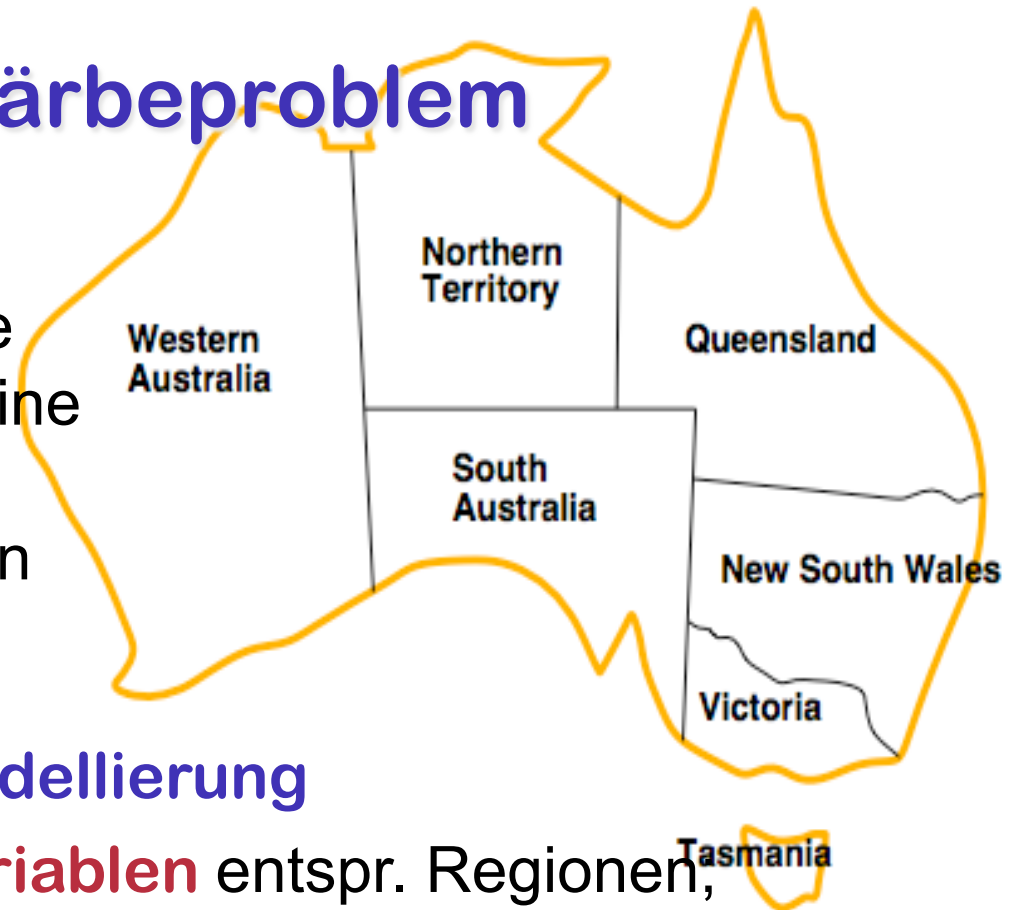 ärbeproblem
Northern
Territory
e
Western
Australia
Queensland
ine
South
Australia
n
New South Wales
Victoria
dellierung
riablen entspr. Regionen,
Tasmania